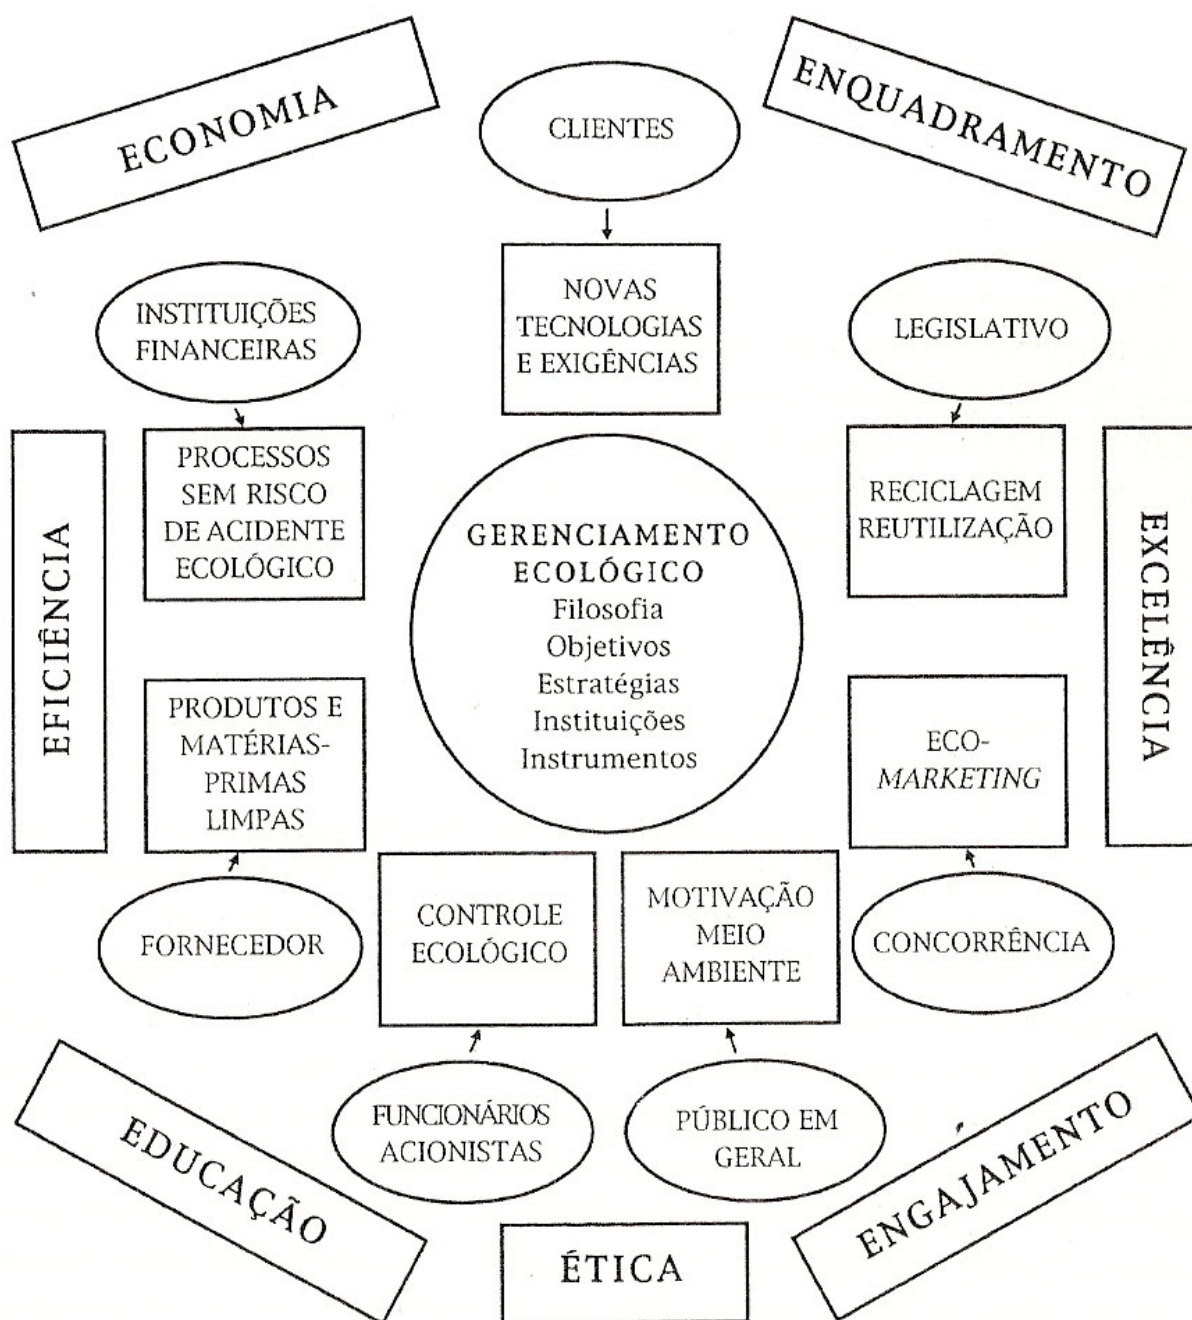 ECONOMIA
CLIENTES
ENQUADRAMENTO
INSTITUIÇÕES
FINANCEIRAS
NOVAS
TECNOLOGIAS
E EXIGÊNCIAS
LEGISLATIVO
EFICIÊNCIA
PROCESSOS
SEM RISCO
DE ACIDENTE
ECOLÓGICO
GERENCIAMENTO
ECOLÓGICO
Filosofia
Objetivos
Estratégias
Instituições
Instrumentos
RECICLAGEM
REUTILIZAÇÃO
EXCELÊNCIA
PRODUTOS E
MATÉRIAS-
PRIMAS
LIMPAS
ECO-
MARKETING
FORNECEDOR
CONTROLE
ECOLÓGICO
MOTIVAÇÃO
MEIO
AMBIENTE
CONCORRÊNCIA
EDUCAÇÃO
FUNCIONÁRIOS
ACIONISTAS
PÚBLICO EM
GERAL
ENGAJAMENTO
ÉTICA